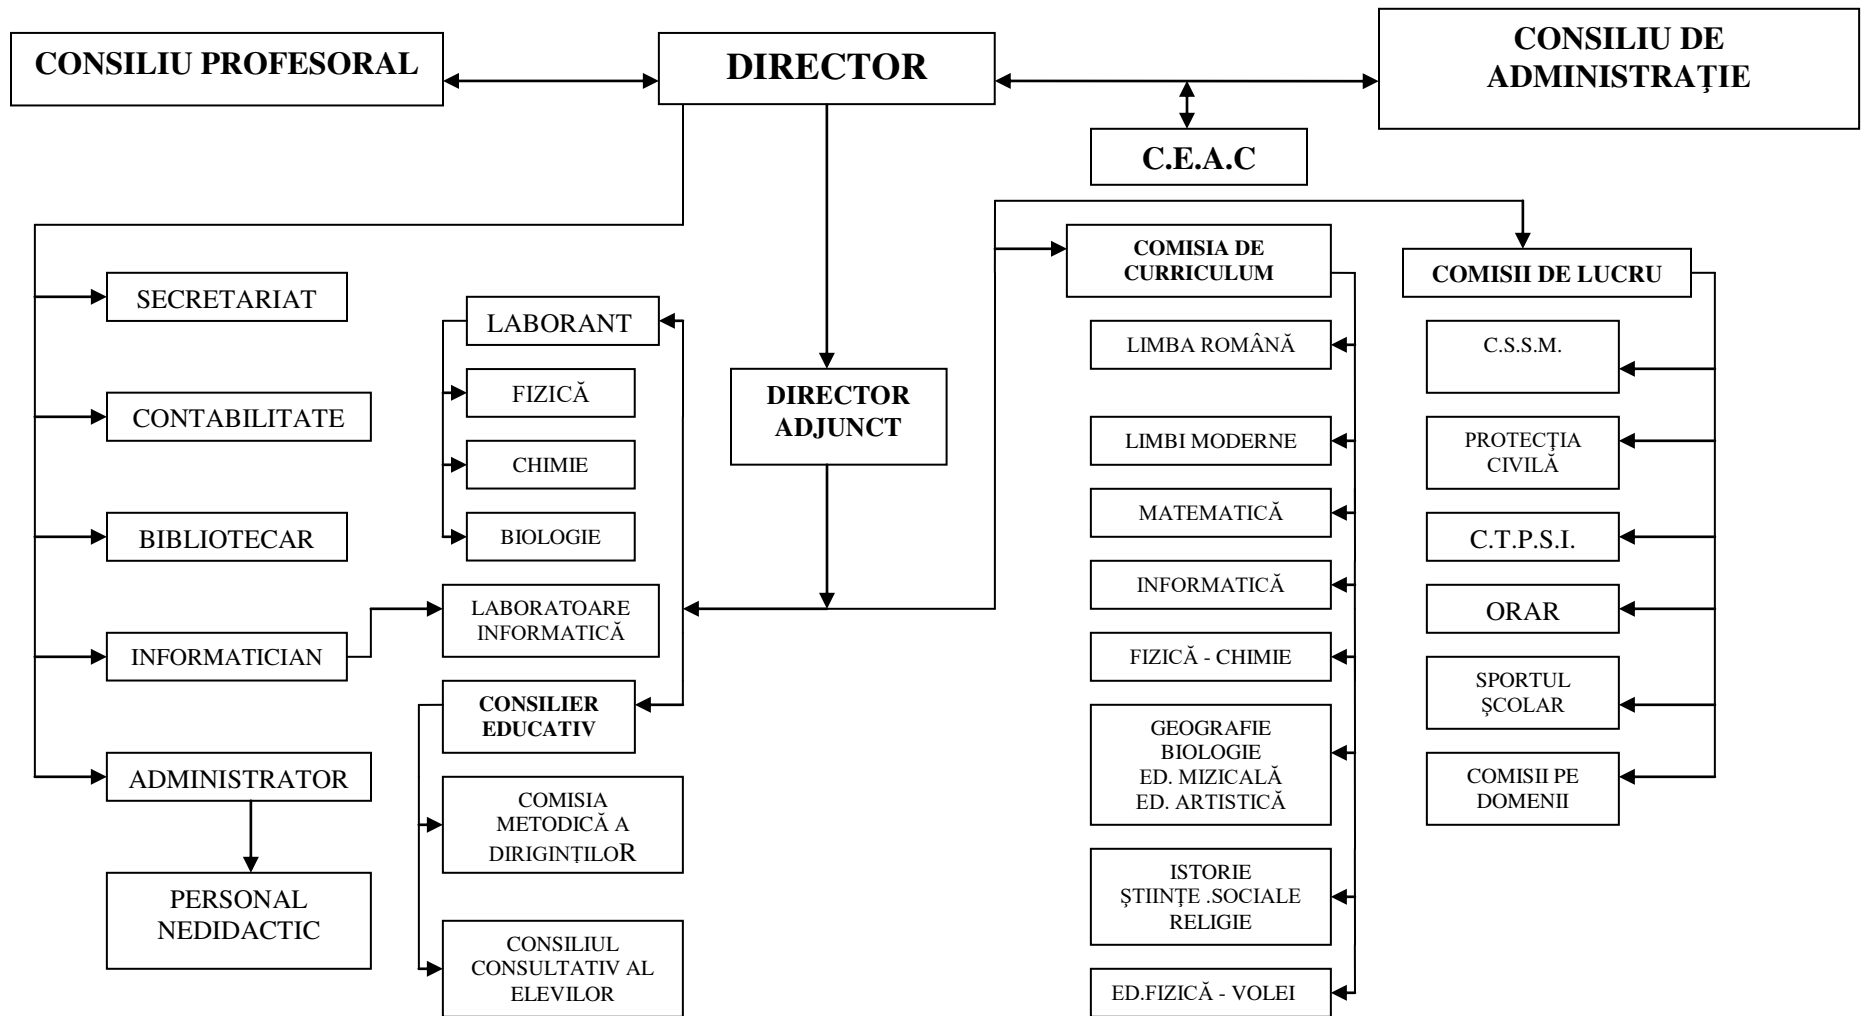 CONSILIU PROFESORAL
DIRECTOR
CONSILIU DE
ADMINISTRAŢIE
C.E.A.C
SECRETARIAT
CONTABILITATE
BIBLIOTECAR
INFORMATICIAN
ADMINISTRATOR
PERSONAL
NEDIDACTIC
LABORANT
FIZICĂ
CHIMIE
BIOLOGIE
LABORATOARE
INFORMATICĂ
CONSILIER
EDUCATIV
COMISIA
METODICĂ A
DIRIGINŢILOR
CONSILIUL
CONSULTATIV AL
ELEVILOR
DIRECTOR
ADJUNCT
COMISIA DE
CURRICULUM
LIMBA ROMÂNĂ
LIMBI MODERNE
MATEMATICĂ
INFORMATICĂ
FIZICĂ - CHIMIE
GEOGRAFIE
BIOLOGIE
ED. MIZICALĂ
ED. ARTISTICĂ
ISTORIE
ŞTIINŢE .SOCIALE
RELIGIE
ED.FIZICĂ - VOLEI
COMISII DE LUCRU
C.S.S.M.
PROTECŢIA
CIVILĂ
C.T.P.S.I.
ORAR
SPORTUL
ŞCOLAR
COMISII PE
DOMENII